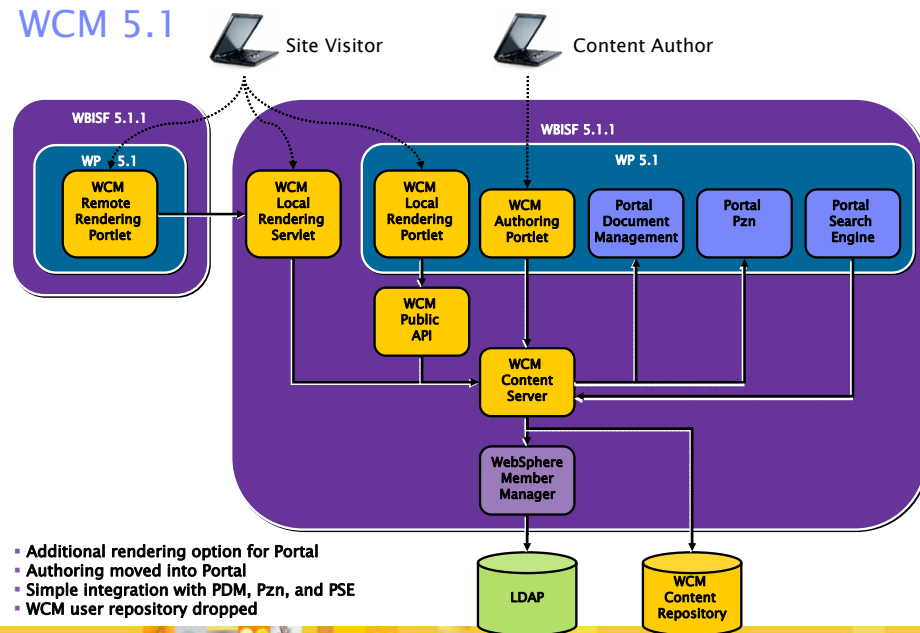 WCM 5.1
Site Visitor
Content Author
WBISF 5.1.1
WP 5.1
WCM
Remote
Rendering
Portlet
WBISF 5.1.1
WP 5.1
WCM
Local
Rendering
Servlet
WCM
Local
Rendering
Portlet
WCM
Authoring
Portlet
Portal
Document
Management
Portal
Pzn
Portal
Search
Engine
WCM
Public
API
WCM
Content
Server
WebSphere
Member
Manager
LDAP
WCM
Content
Repository
▪ Additional rendering option for Portal
▪ Authoring moved into Portal
▪ Simple integration with PDM, Pzn, and PSE
▪ WCM user repository dropped